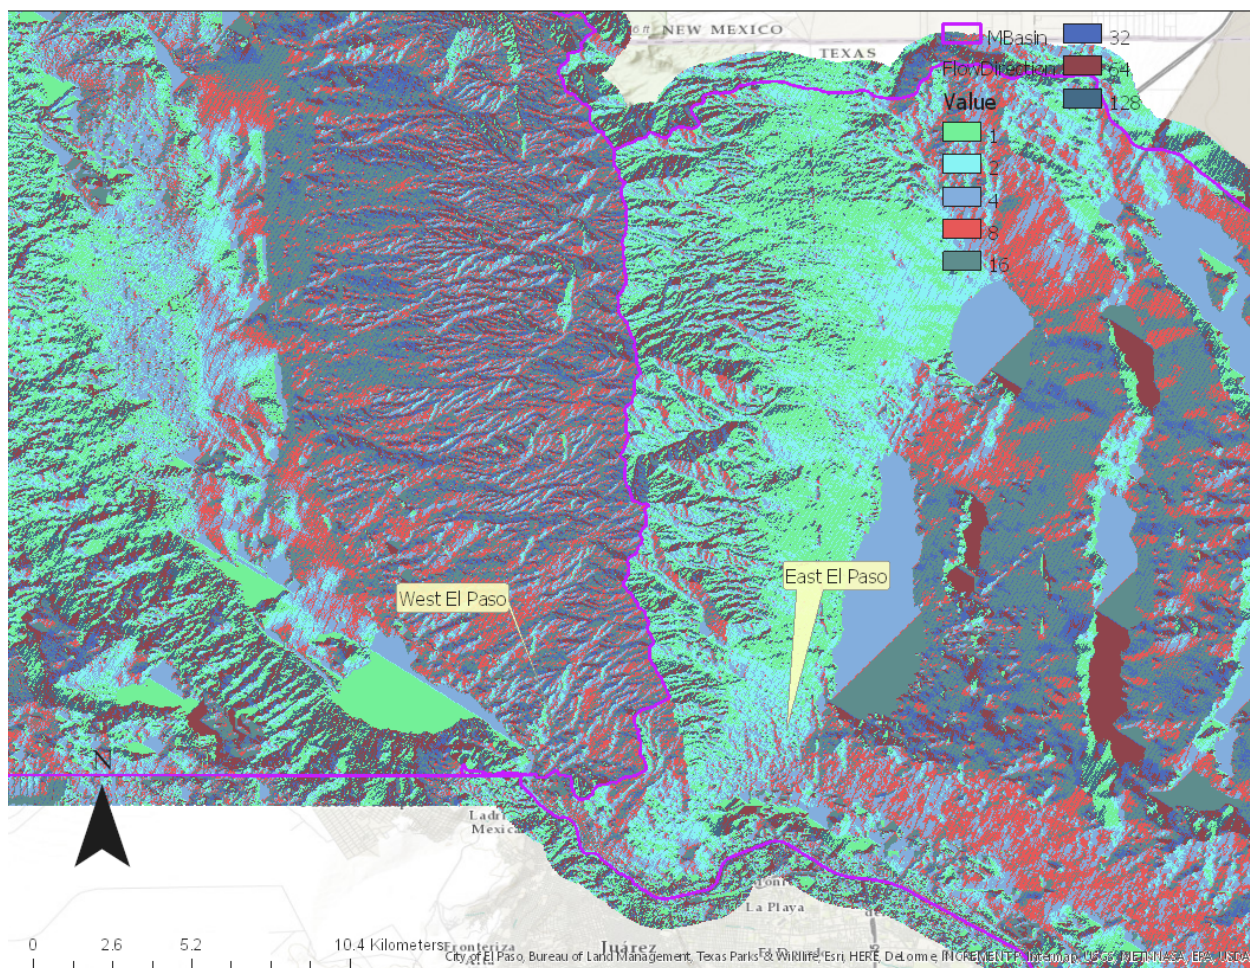 NEW MEXICO
TEXAS
MBasin
FlowDirection
Value
1
2
4
8
16
32
64
128
West El Paso
East El Paso
N
Mexico
La Playa
Juárez
Fronteriza
0 2.6 5.2 10.4 Kilometers
City of El Paso, Bureau of Land Management, Texas Parks & Wildlife, Esri, HERE, DeLorme, INCREMENT P, Intermap, USGS, METI/NASA, EPA, USDA